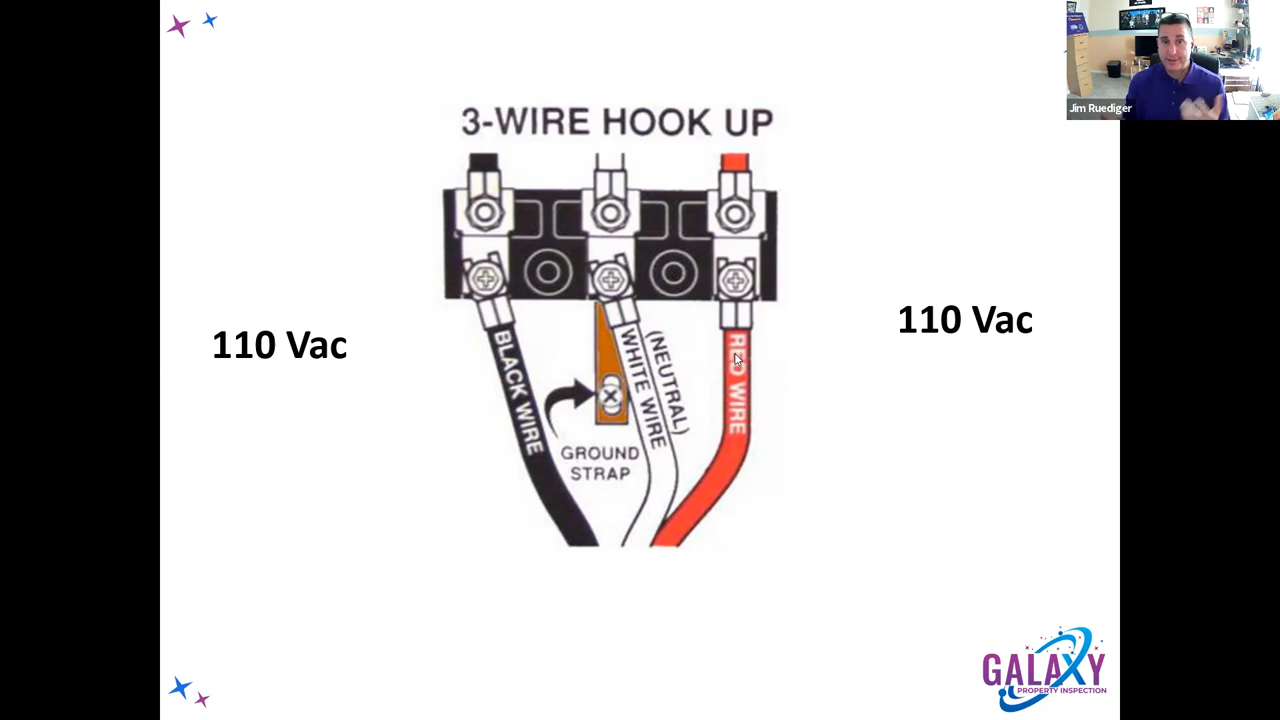 Jim Ruediger
3-WIRE HOOK UP
110 Vac
110 Vac
BLACK WIRE
WHITE WIRE
(NEUTRAL)
RED WIRE
GROUND
STRAP
GALAXY
PROPERTY INSPECTION